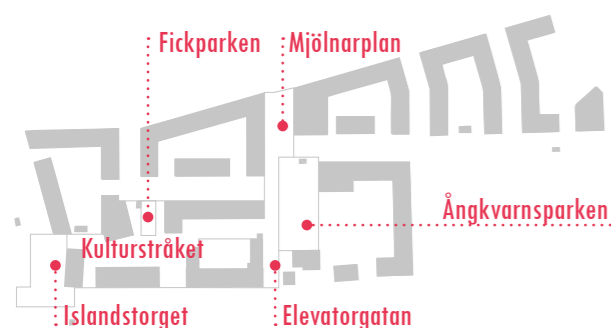 Fickparken
Mjölnarplan
Ångkvarnsparken
Kulturstråket
Islandstorget
Elevatorgatan